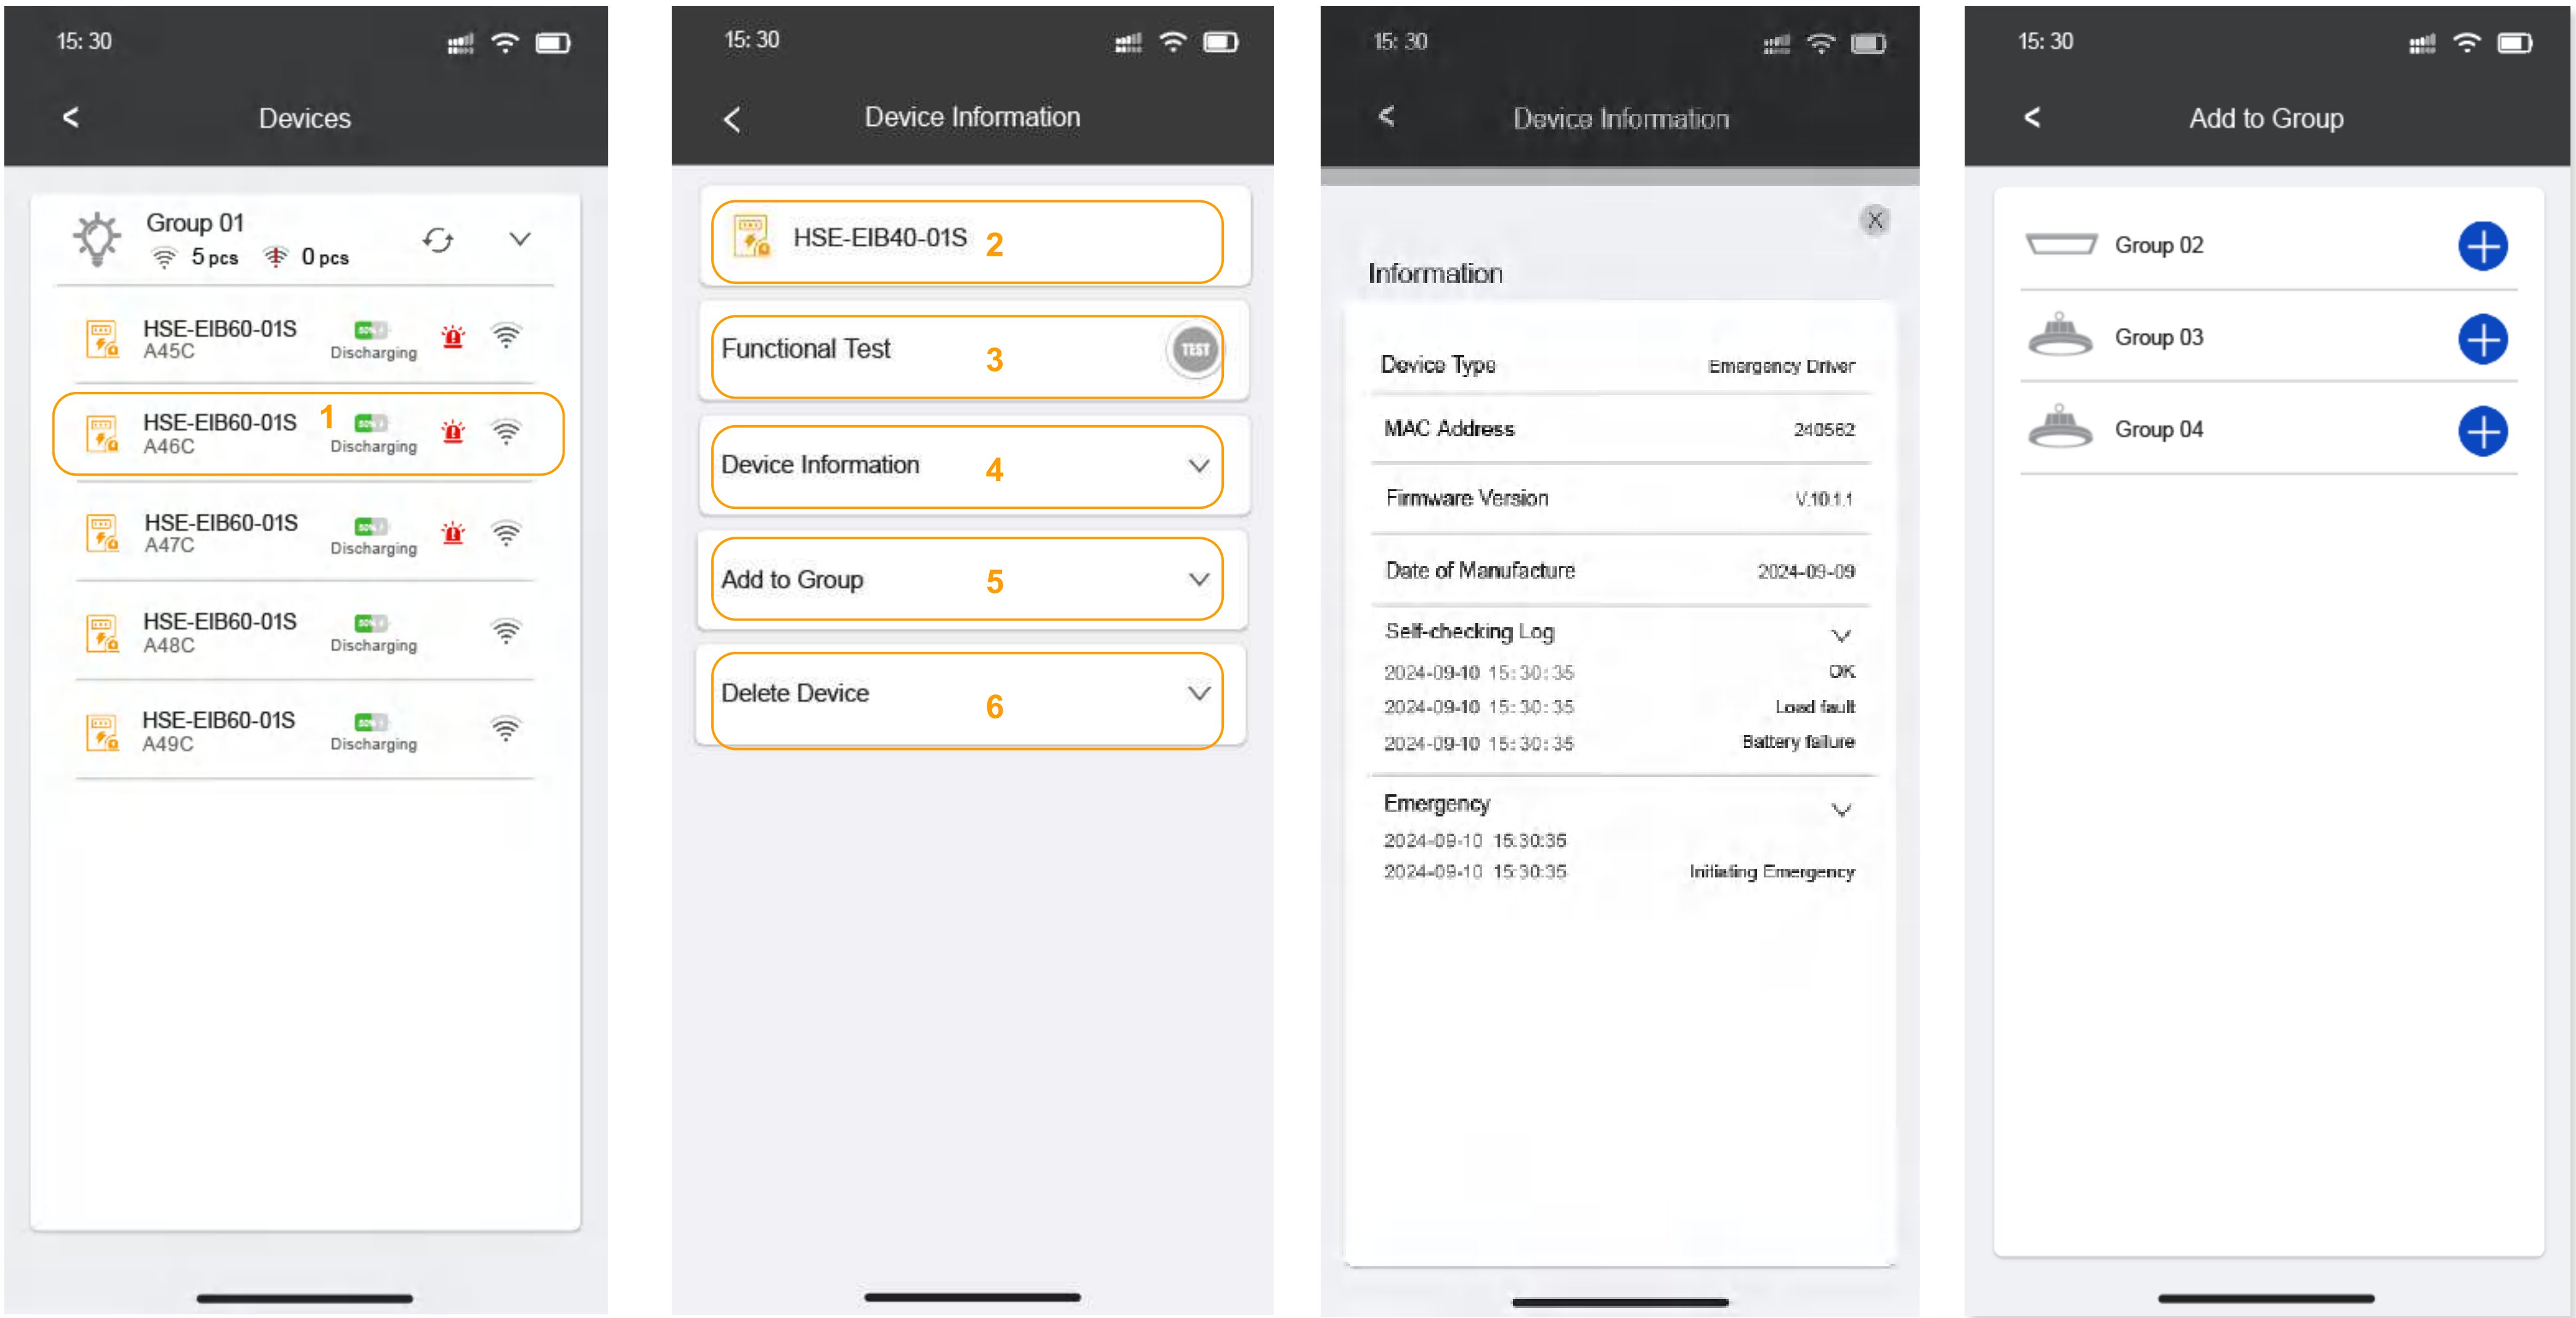 15: 30
Devices
Group 01
5 pcs 0 pcs
HSE-EIB60-01S
A45C
50%
Discharging
HSE-EIB60-01S
A46C
1
50%
Discharging
HSE-EIB60-01S
A47C
50%
Discharging
HSE-EIB60-01S
A48C
50%
Discharging
HSE-EIB60-01S
A49C
50%
Discharging
15: 30
Device Information
HSE-EIB40-01S 2
Functional Test 3 TEST
Device Information 4
Add to Group 5
Delete Device 6
15: 30
Device Information
X
Information
Device Type Emergency Driver
MAC Address 240562
Firmware Version V.10.1.1
Date of Manufacture 2024-09-09
Self-checking Log
2024-09-10 15:30:35 OK
2024-09-10 15:30:35 Load fault
2024-09-10 15:30:35 Battery failure
Emergency
2024-09-10 15:30:35
2024-09-10 15:30:35 Initiating Emergency
15: 30
Add to Group
Group 02
Group 03
Group 04